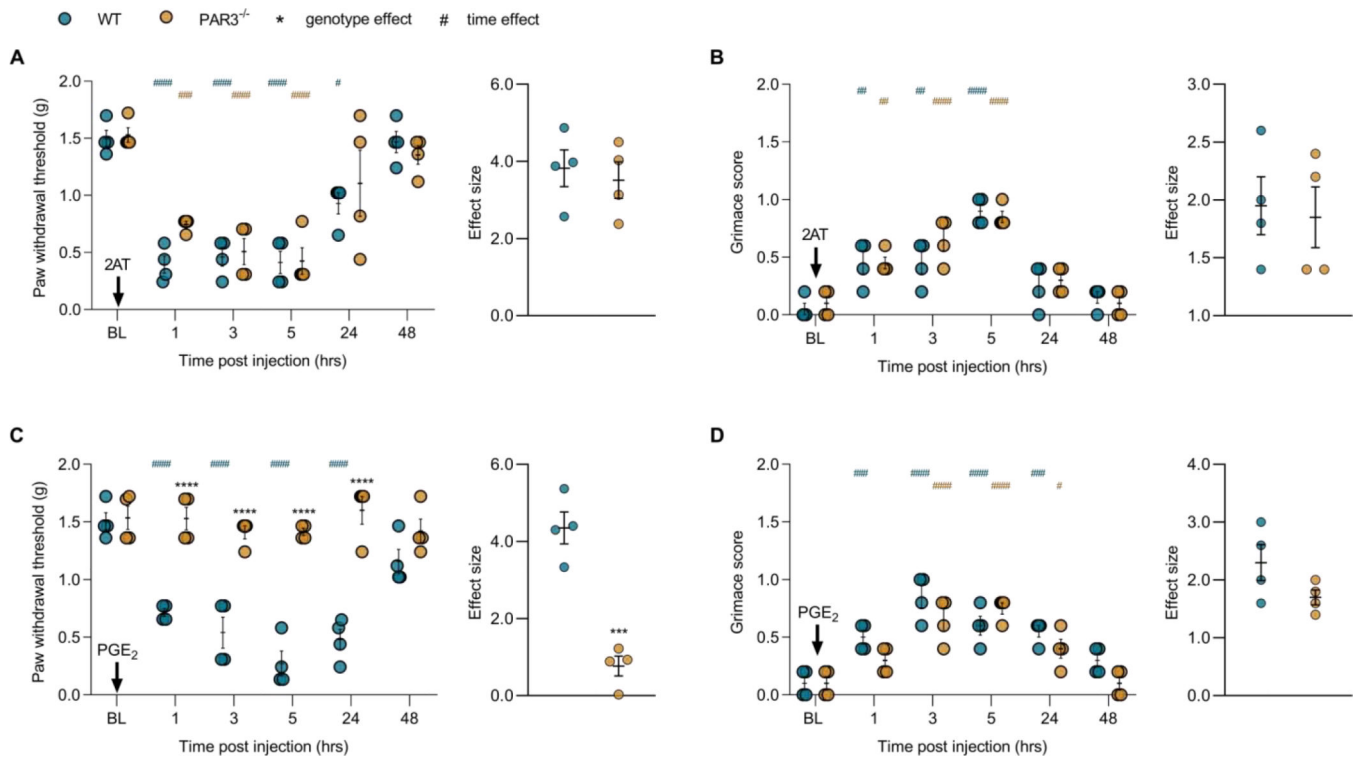 WT PAR3-/- * genotype effect # time effect
A
#### #### #### #
### #### ####
Paw withdrawal threshold (g)
2.0
1.5
1.0
0.5
0.0
2AT
BL 1 3 5 24 48
Time post injection (hrs)
Effect size
6.0
4.0
2.0
0.0
B
## ## ####
## #### ####
Grimace score
2.0
1.5
1.0
0.5
0.0
2AT
BL 1 3 5 24 48
Time post injection (hrs)
Effect size
3.0
2.5
2.0
1.5
1.0
C
#### #### #### ####
**** **** **** ****
Paw withdrawal threshold (g)
2.0
1.5
1.0
0.5
0.0
PGE2
BL 1 3 5 24 48
Time post injection (hrs)
Effect size
6.0
4.0
2.0
0.0
***
D
### #### #### ###
#### #### #
Grimace score
2.0
1.5
1.0
0.5
0.0
PGE2
BL 1 3 5 24 48
Time post injection (hrs)
Effect size
4.0
3.0
2.0
1.0
0.0